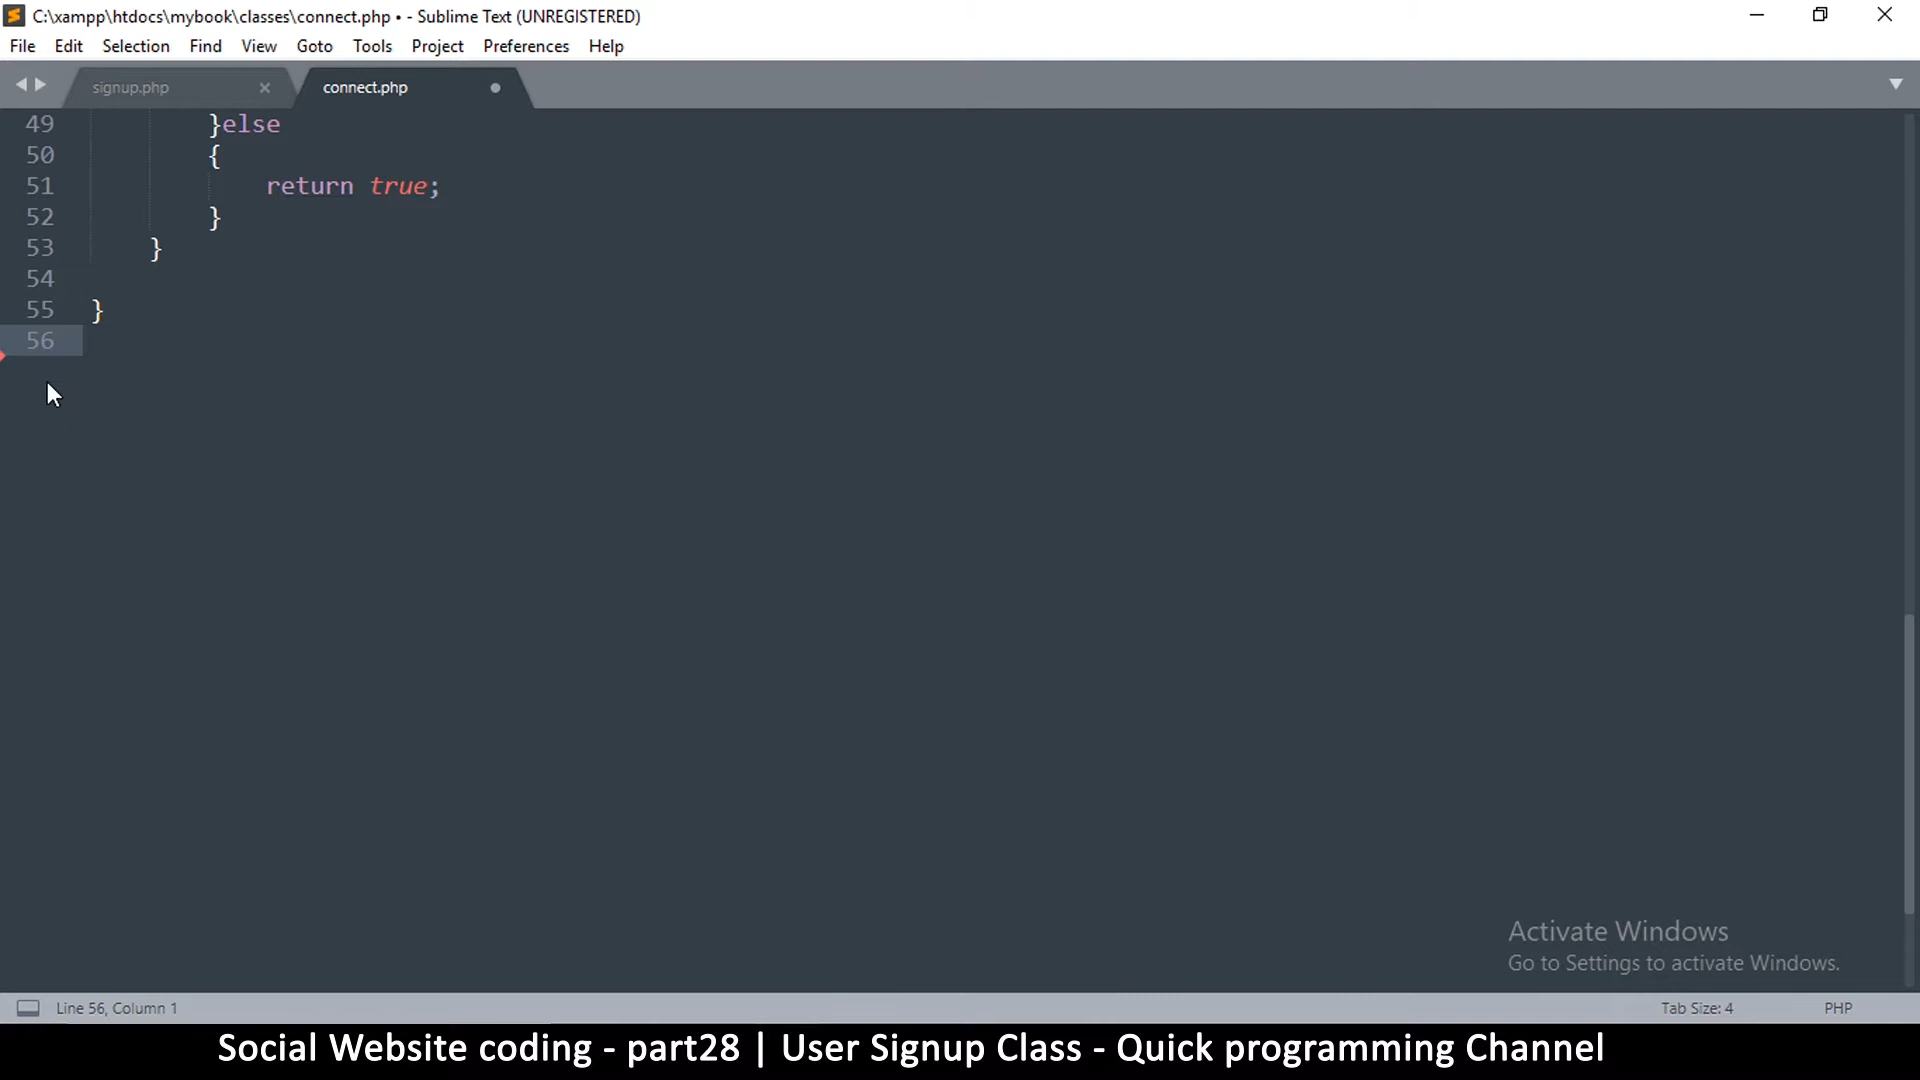 C:\xampp\htdocs\mybook\classes\connect.php • - Sublime Text (UNREGISTERED)
File Edit Selection Find View Goto Tools Project Preferences Help
signup.php connect.php
49 }else
50 {
51 return true;
52 }
53 }
54
55 }
56
Activate Windows
Go to Settings to activate Windows.
Line 56, Column 1 Tab Size: 4 PHP
Social Website coding - part28 | User Signup Class - Quick programming Channel